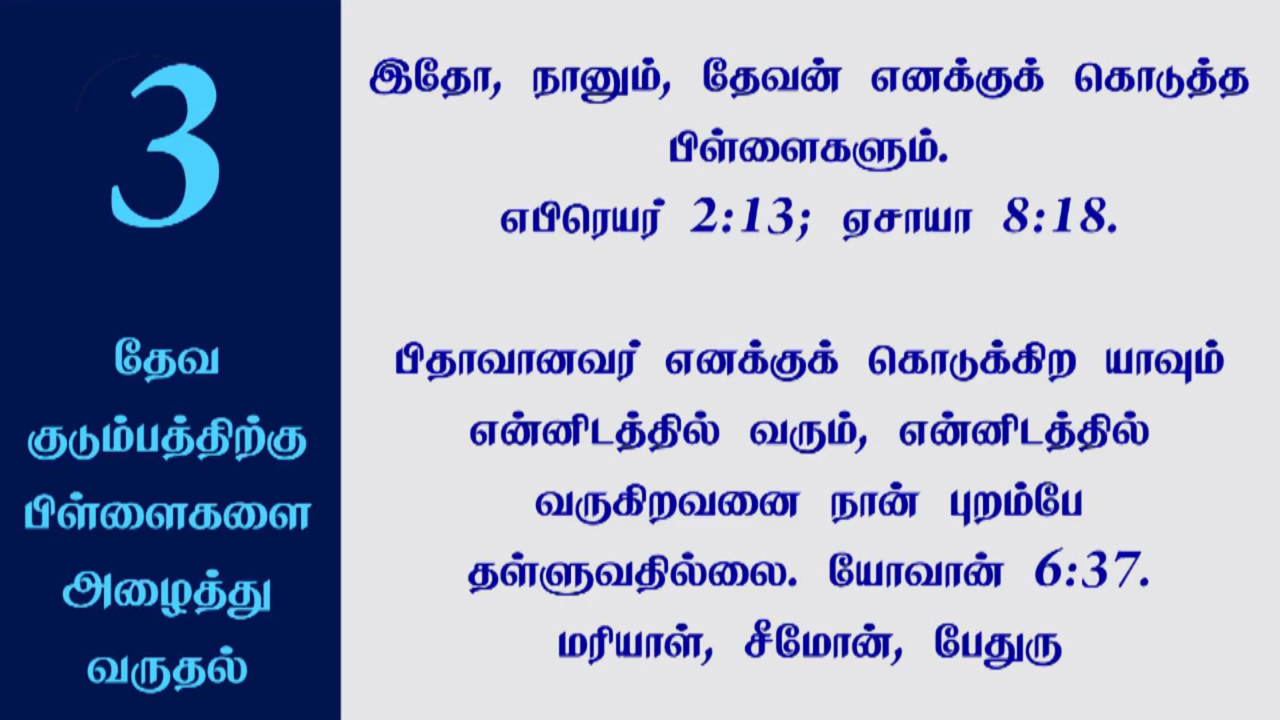 3
தேவ
குடும்பத்திற்கு
பிள்ளைகளை
அழைத்து
வருதல்
இதோ, நானும், தேவன் எனக்குக் கொடுத்த
பிள்ளைகளும்.
எபிரெயர் 2:13; ஏசாயா 8:18.
பிதாவானவர் எனக்குக் கொடுக்கிற யாவும்
என்னிடத்தில் வரும், என்னிடத்தில்
வருகிறவனை நான் புறம்பே
தள்ளுவதில்லை. யோவான் 6:37.
மரியாள், சீமோன், பேதுரு